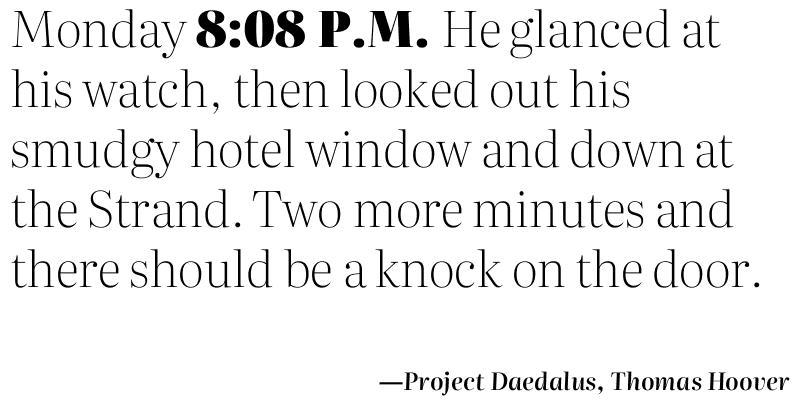 Monday 8:08 P.M. He glanced at
his watch, then looked out his
smudgy hotel window and down at
the Strand. Two more minutes and
there should be a knock on the door.
—Project Daedalus, Thomas Hoover